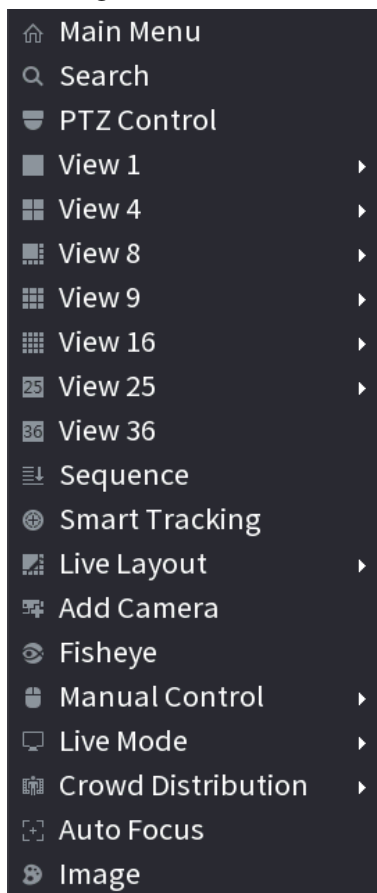 Main Menu
Search
PTZ Control
View 1
View 4
View 8
View 9
View 16
25 View 25
36 View 36
Sequence
Smart Tracking
Live Layout
Add Camera
Fisheye
Manual Control
Live Mode
Crowd Distribution
Auto Focus
Image